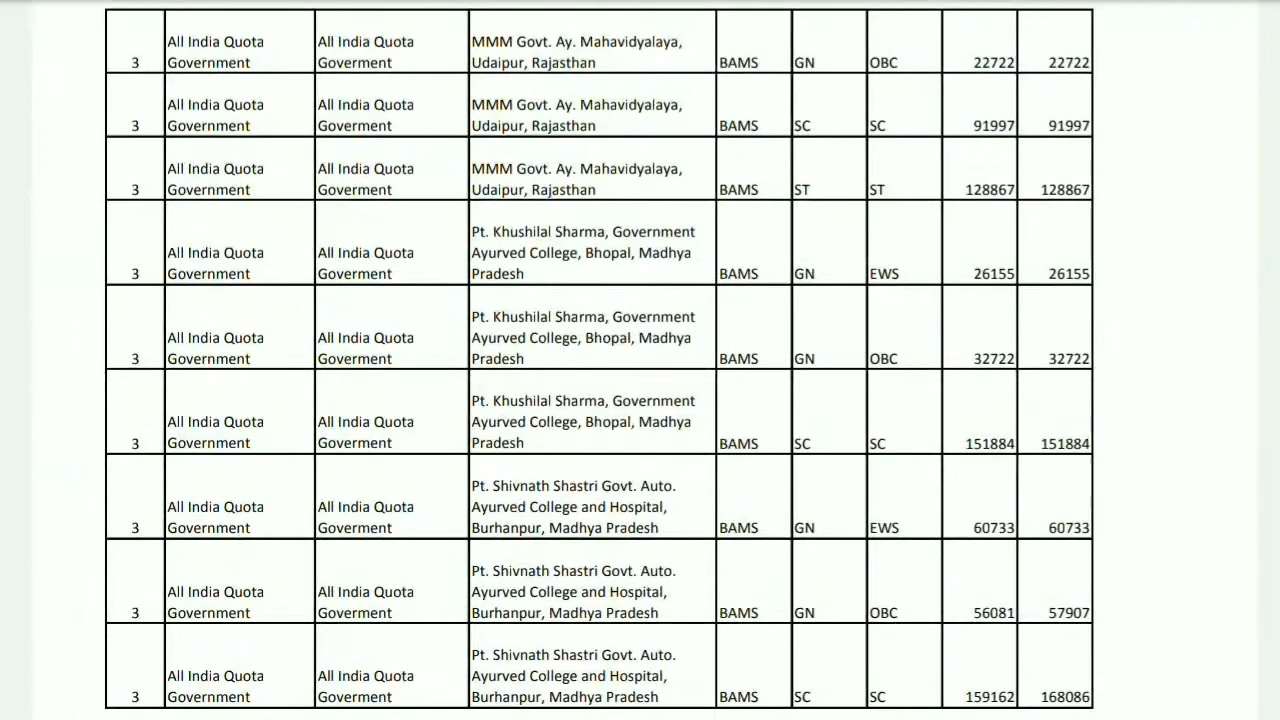 All India Quota All India Quota MMM Govt. Ay. Mahavidyalaya,
3 Government Goverment Udaipur, Rajasthan BAMS GN OBC 22722 22722
All India Quota All India Quota MMM Govt. Ay. Mahavidyalaya,
3 Government Goverment Udaipur, Rajasthan BAMS SC SC 91997 91997
All India Quota All India Quota MMM Govt. Ay. Mahavidyalaya,
3 Government Goverment Udaipur, Rajasthan BAMS ST ST 128867 128867
Pt. Khushilal Sharma, Government
All India Quota All India Quota Ayurved College, Bhopal, Madhya
3 Government Goverment Pradesh BAMS GN EWS 26155 26155
Pt. Khushilal Sharma, Government
All India Quota All India Quota Ayurved College, Bhopal, Madhya
3 Government Goverment Pradesh BAMS GN OBC 32722 32722
Pt. Khushilal Sharma, Government
All India Quota All India Quota Ayurved College, Bhopal, Madhya
3 Government Goverment Pradesh BAMS SC SC 151884 151884
Pt. Shivnath Shastri Govt. Auto.
All India Quota All India Quota Ayurved College and Hospital,
3 Government Goverment Burhanpur, Madhya Pradesh BAMS GN EWS 60733 60733
Pt. Shivnath Shastri Govt. Auto.
All India Quota All India Quota Ayurved College and Hospital,
3 Government Goverment Burhanpur, Madhya Pradesh BAMS GN OBC 56081 57907
Pt. Shivnath Shastri Govt. Auto.
All India Quota All India Quota Ayurved College and Hospital,
3 Government Goverment Burhanpur, Madhya Pradesh BAMS SC SC 159162 168086